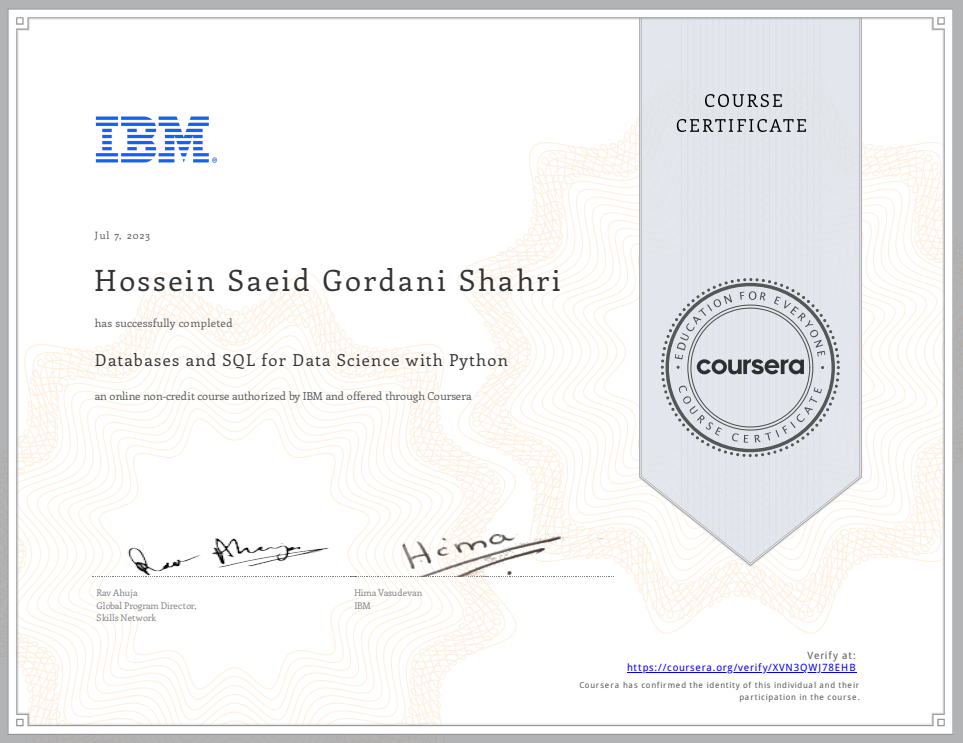 COURSE
CERTIFICATE
IBM®
Jul 7, 2023
Hossein Saeid Gordani Shahri
has successfully completed
Databases and SQL for Data Science with Python
an online non-credit course authorized by IBM and offered through Coursera
EDUCATION FOR EVERYONE
coursera
COURSE CERTIFICATE
Rav Ahuja
Hima
Rav Ahuja
Global Program Director,
Skills Network
Hima Vasudevan
IBM
Verify at:
https://coursera.org/verify/XVN3QWJ78EHB
Coursera has confirmed the identity of this individual and their
participation in the course.